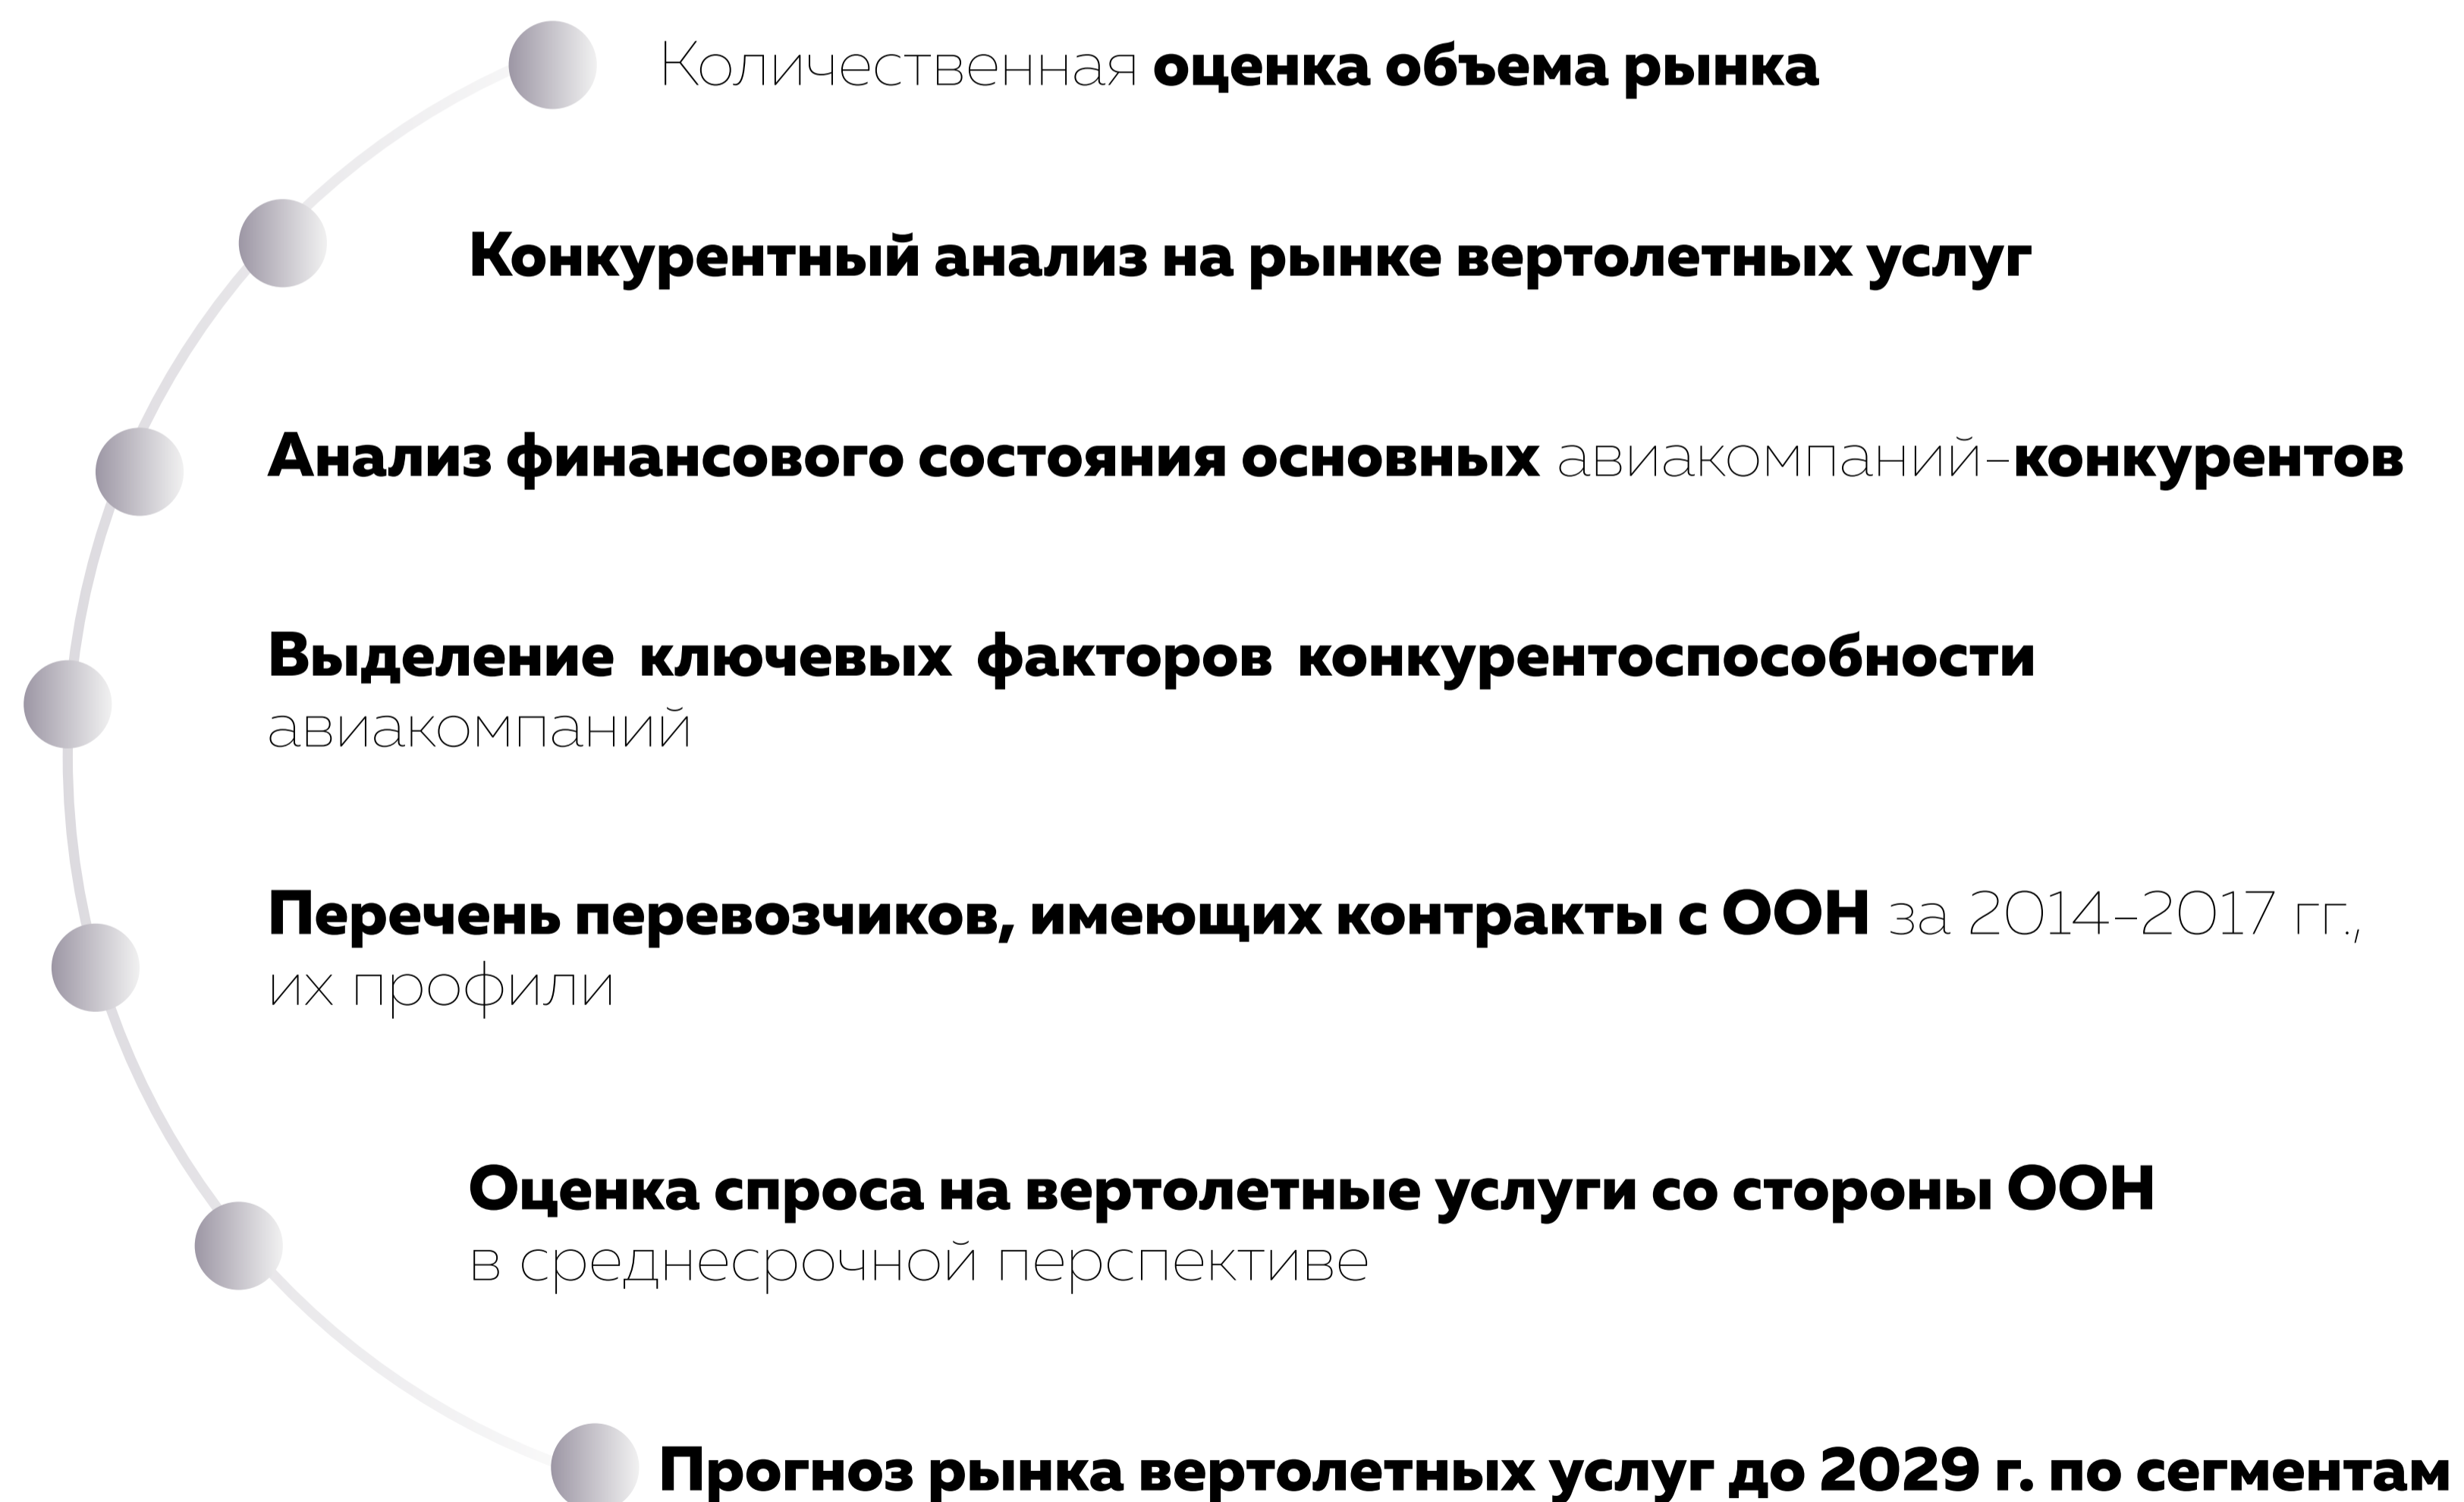 Количественная оценка объема рынка
Конкурентный анализ на рынке вертолетных услуг
Анализ финансового состояния основных авиакомпаний–конкурентов
Выделение ключевых факторов конкурентоспособности
авиакомпаний
Перечень перевозчиков, имеющих контракты с ООН за 2014–2017 гг.,
их профили
Оценка спроса на вертолетные услуги со стороны ООН
в среднесрочной перспективе
Прогноз рынка вертолетных услуг до 2029 г. по сегментам